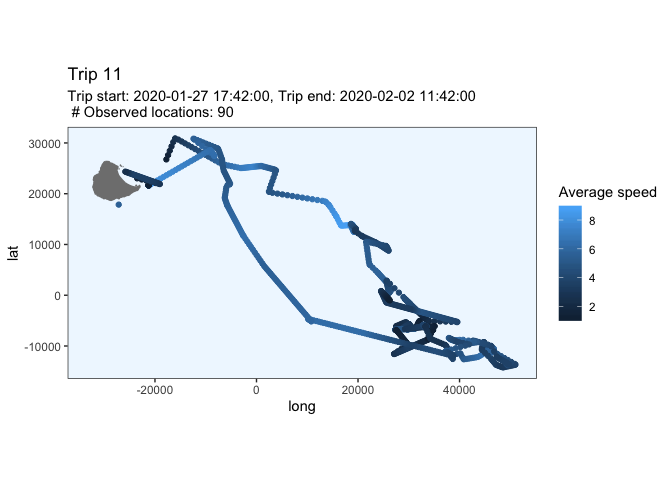 Trip 11
Trip start: 2020-01-27 17:42:00, Trip end: 2020-02-02 11:42:00
# Observed locations: 90
30000
20000
10000
0
-10000
lat
-20000
0
20000
40000
long
Average speed
8
6
4
2